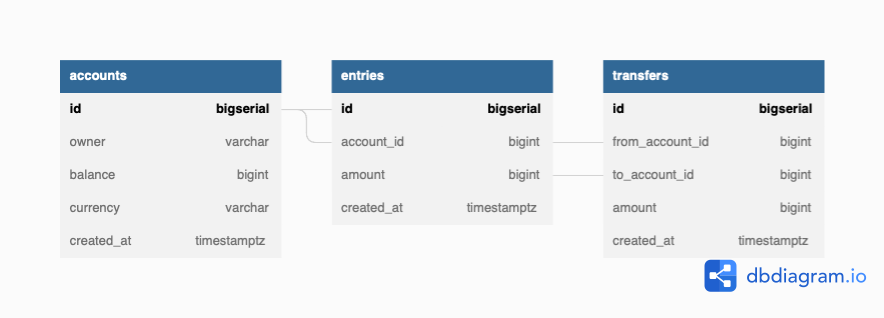 accounts
id bigserial
owner varchar
balance bigint
currency varchar
created_at timestamptz
entries
id bigserial
account_id bigint
amount bigint
created_at timestamptz
transfers
id bigserial
from_account_id bigint
to_account_id bigint
amount bigint
created_at timestamptz
dbdiagram.io